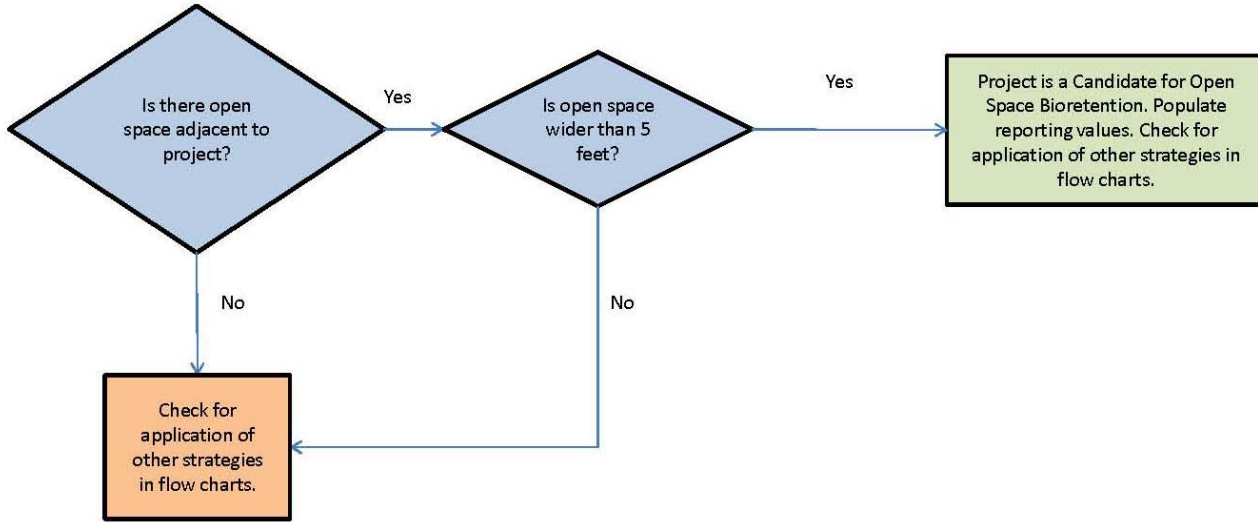 Is there open
space adjacent to
project?
Yes
Is open space
wider than 5
feet?
Yes
Project is a Candidate for Open
Space Bioretention. Populate
reporting values. Check for
application of other strategies in
flow charts.
No
No
Check for
application of
other strategies
in flow charts.